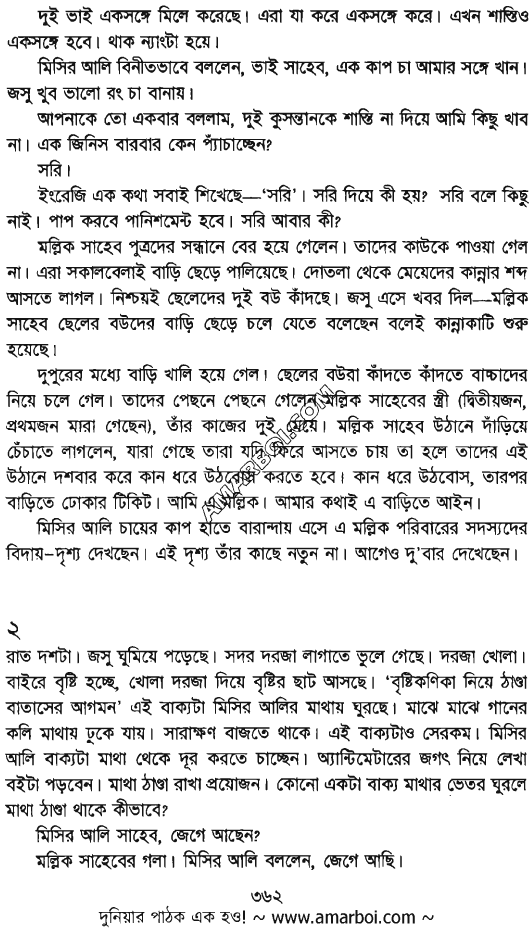 দুই ভাই একসঙ্গে মিলে করেছে। এরা যা করে একসঙ্গে করে। এখন শাস্তিও
একসঙ্গে হবে। থাক ন্যাংটা হয়ে।
মিসির আলি বিনীতভাবে বললেন, ভাই সাহেব, এক কাপ চা আমার সঙ্গে খান।
জসু খুব ভালো রং চা বানায়।
আপনাকে তো একবার বললাম, দুই কুসন্তানকে শাস্তি না দিয়ে আমি কিছু খাব
না। এক জিনিস বারবার কেন প্যাঁচাচ্ছেন?
সরি।
ইংরেজি এক কথা সবাই শিখেছে—‘সরি’। সরি দিয়ে কী হয়? সরি বলে কিছু
নাই। পাপ করবে পানিশমেন্ট হবে। সরি আবার কী?
মল্লিক সাহেব পুত্রদের সন্ধানে বের হয়ে গেলেন। তাদের কাউকে পাওয়া গেল
না। এরা সকালবেলাই বাড়ি ছেড়ে পালিয়েছে। দোতলা থেকে মেয়েদের কান্নার শব্দ
আসতে লাগল। নিশ্চয়ই ছেলেদের দুই বউ কাঁদছে। জসু এসে খবর দিল—মল্লিক
সাহেব ছেলের বউদের বাড়ি ছেড়ে চলে যেতে বলেছেন বলেই কান্নাকাটি শুরু
হয়েছে।
দুপুরের মধ্যে বাড়ি খালি হয়ে গেল। ছেলের বউরা কাঁদতে কাঁদতে বাচ্চাদের
নিয়ে চলে গেল। তাদের পেছনে পেছনে গেলেন মল্লিক সাহেবের স্ত্রী (দ্বিতীয়জন,
প্রথমজন মারা গেছেন), তাঁর কাজের দুই মেয়ে। মল্লিক সাহেব উঠানে দাঁড়িয়ে
চেঁচাতে লাগলেন, যারা গেছে তারা যদি ফিরে আসতে চায় তা হলে তাদের এই
উঠানে দশবার করে কান ধরে উঠবোস করতে হবে। কান ধরে উঠবোস, তারপর
বাড়িতে ঢোকার টিকিট। আমি এ মল্লিক। আমার কথাই এ বাড়িতে আইন।
মিসির আলি চায়ের কাপ হাতে বারান্দায় এসে এ মল্লিক পরিবারের সদস্যদের
বিদায়-দৃশ্য দেখছেন। এই দৃশ্য তাঁর কাছে নতুন না। আগেও দু’বার দেখেছেন।
AMARBOI.COM
২
রাত দশটা। জসু ঘুমিয়ে পড়েছে। সদর দরজা লাগাতে ভুলে গেছে। দরজা খোলা।
বাইরে বৃষ্টি হচ্ছে, খোলা দরজা দিয়ে বৃষ্টির ছাট আসছে। ‘বৃষ্টিকণিকা নিয়ে ঠাণ্ডা
বাতাসের আগমন’ এই বাক্যটা মিসির আলির মাথায় ঘুরছে। মাঝে মাঝে গানের
কলি মাথায় ঢুকে যায়। সারাক্ষণ বাজতে থাকে। এই বাক্যটাও সেরকম। মিসির
আলি বাক্যটা মাথা থেকে দূর করতে চাচ্ছেন। অ্যান্টিমেটারের জগৎ নিয়ে লেখা
বইটা পড়বেন। মাথা ঠাণ্ডা রাখা প্রয়োজন। কোনো একটা বাক্য মাথার ভেতর ঘুরলে
মাথা ঠাণ্ডা থাকে কীভাবে?
মিসির আলি সাহেব, জেগে আছেন?
মল্লিক সাহেবের গলা। মিসির আলি বললেন, জেগে আছি।
৩৬২
দুনিয়ার পাঠক এক হও! ~ www.amarboi.com ~